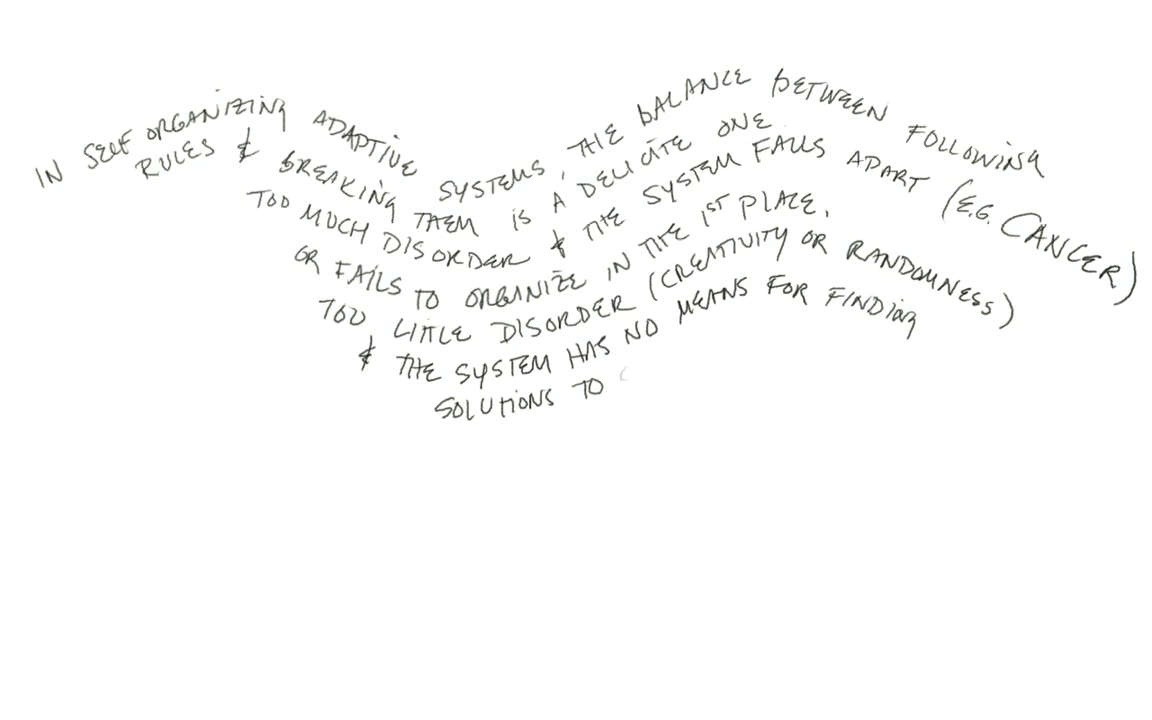 IN SELF ORGANIZING ADAPTIVE SYSTEMS, THE BALANCE BETWEEN FOLLOWING
RULES & BREAKING THEM IS A DELICATE ONE
TOO MUCH DISORDER & THE SYSTEM FALLS APART (E.G. CANCER)
OR FAILS TO ORGANIZE IN THE 1ST PLACE.
TOO LITTLE DISORDER (CREATIVITY OR RANDOMNESS)
& THE SYSTEM HAS NO MEANS FOR FINDING
SOLUTIONS TO